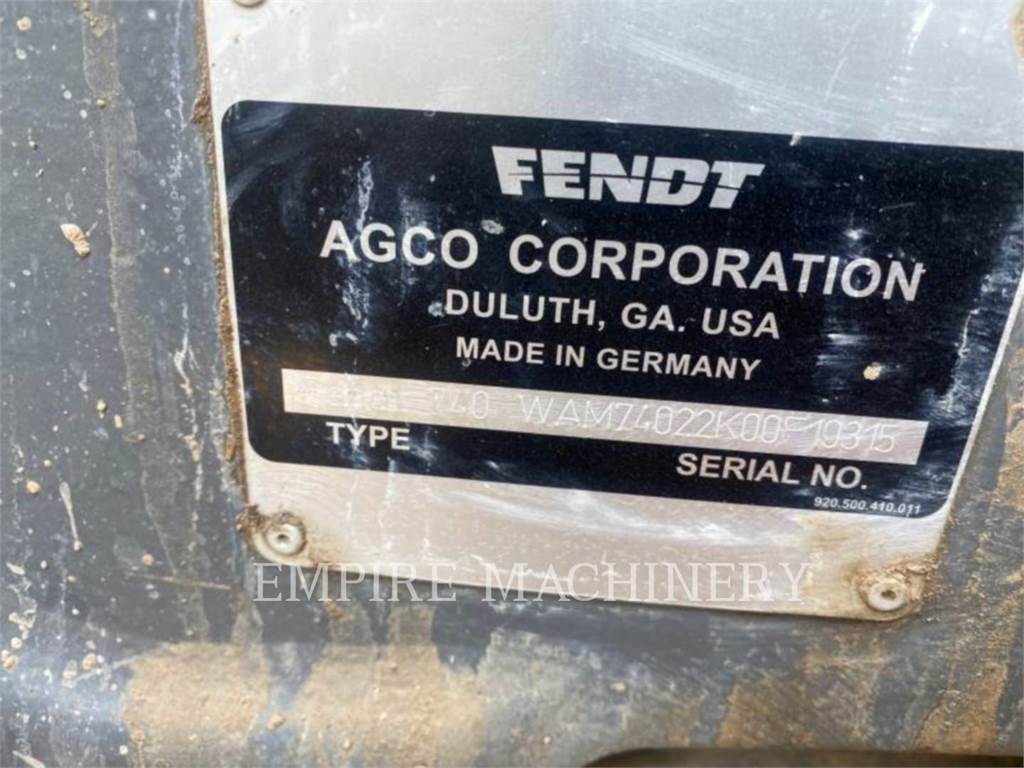 FENDT
AGCO CORPORATION
DULUTH, GA. USA
MADE IN GERMANY
740 WAM74022K00F19315
TYPE
SERIAL NO.
920.500.410.011
EMPIRE MACHINERY